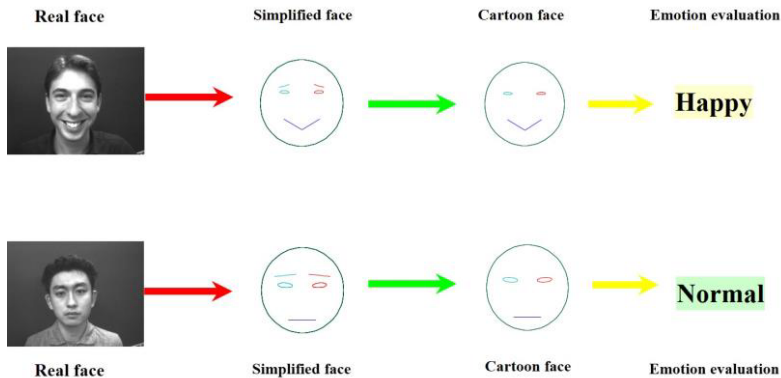 Real face Simplified face Cartoon face Emotion evaluation
Happy
Normal
Real face Simplified face Cartoon face Emotion evaluation